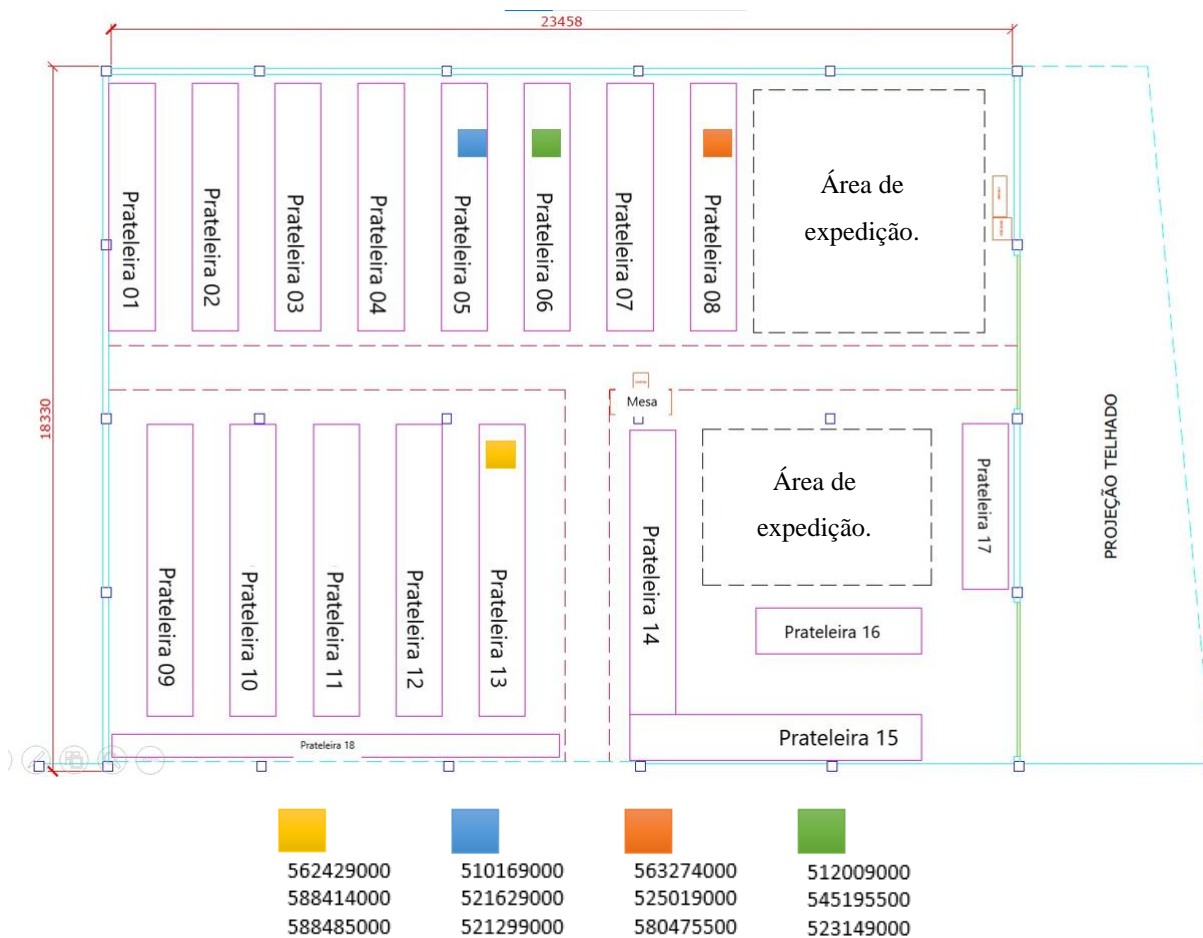 23458
18330
Prateleira 01
Prateleira 02
Prateleira 03
Prateleira 04
Prateleira 05
Prateleira 06
Prateleira 07
Prateleira 08
Área de
expedição.
Mesa
Prateleira 09
Prateleira 10
Prateleira 11
Prateleira 12
Prateleira 13
Prateleira 14
Área de
expedição.
Prateleira 17
Prateleira 16
Prateleira 15
Prateleira 18
PROJEÇÃO TELHADO
562429000
588414000
588485000
510169000
521629000
521299000
563274000
525019000
580475500
512009000
545195500
523149000